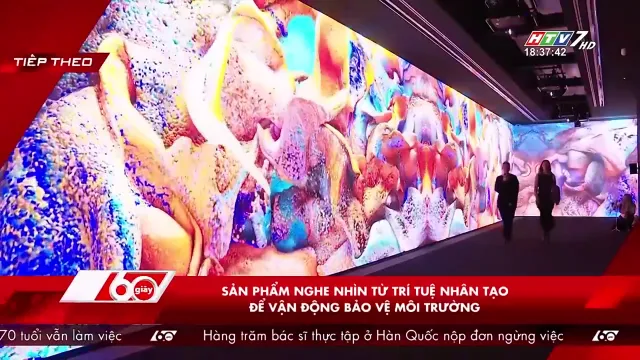 TIẾP THEO
HTV7 HD
18:37:42
60 giây
SẢN PHẨM NGHE NHÌN TỪ TRÍ TUỆ NHÂN TẠO
ĐỂ VẬN ĐỘNG BẢO VỆ MÔI TRƯỜNG
70 tuổi vẫn làm việc 60 Hàng trăm bác sĩ thực tập ở Hàn Quốc nộp đơn ngừng việc 60